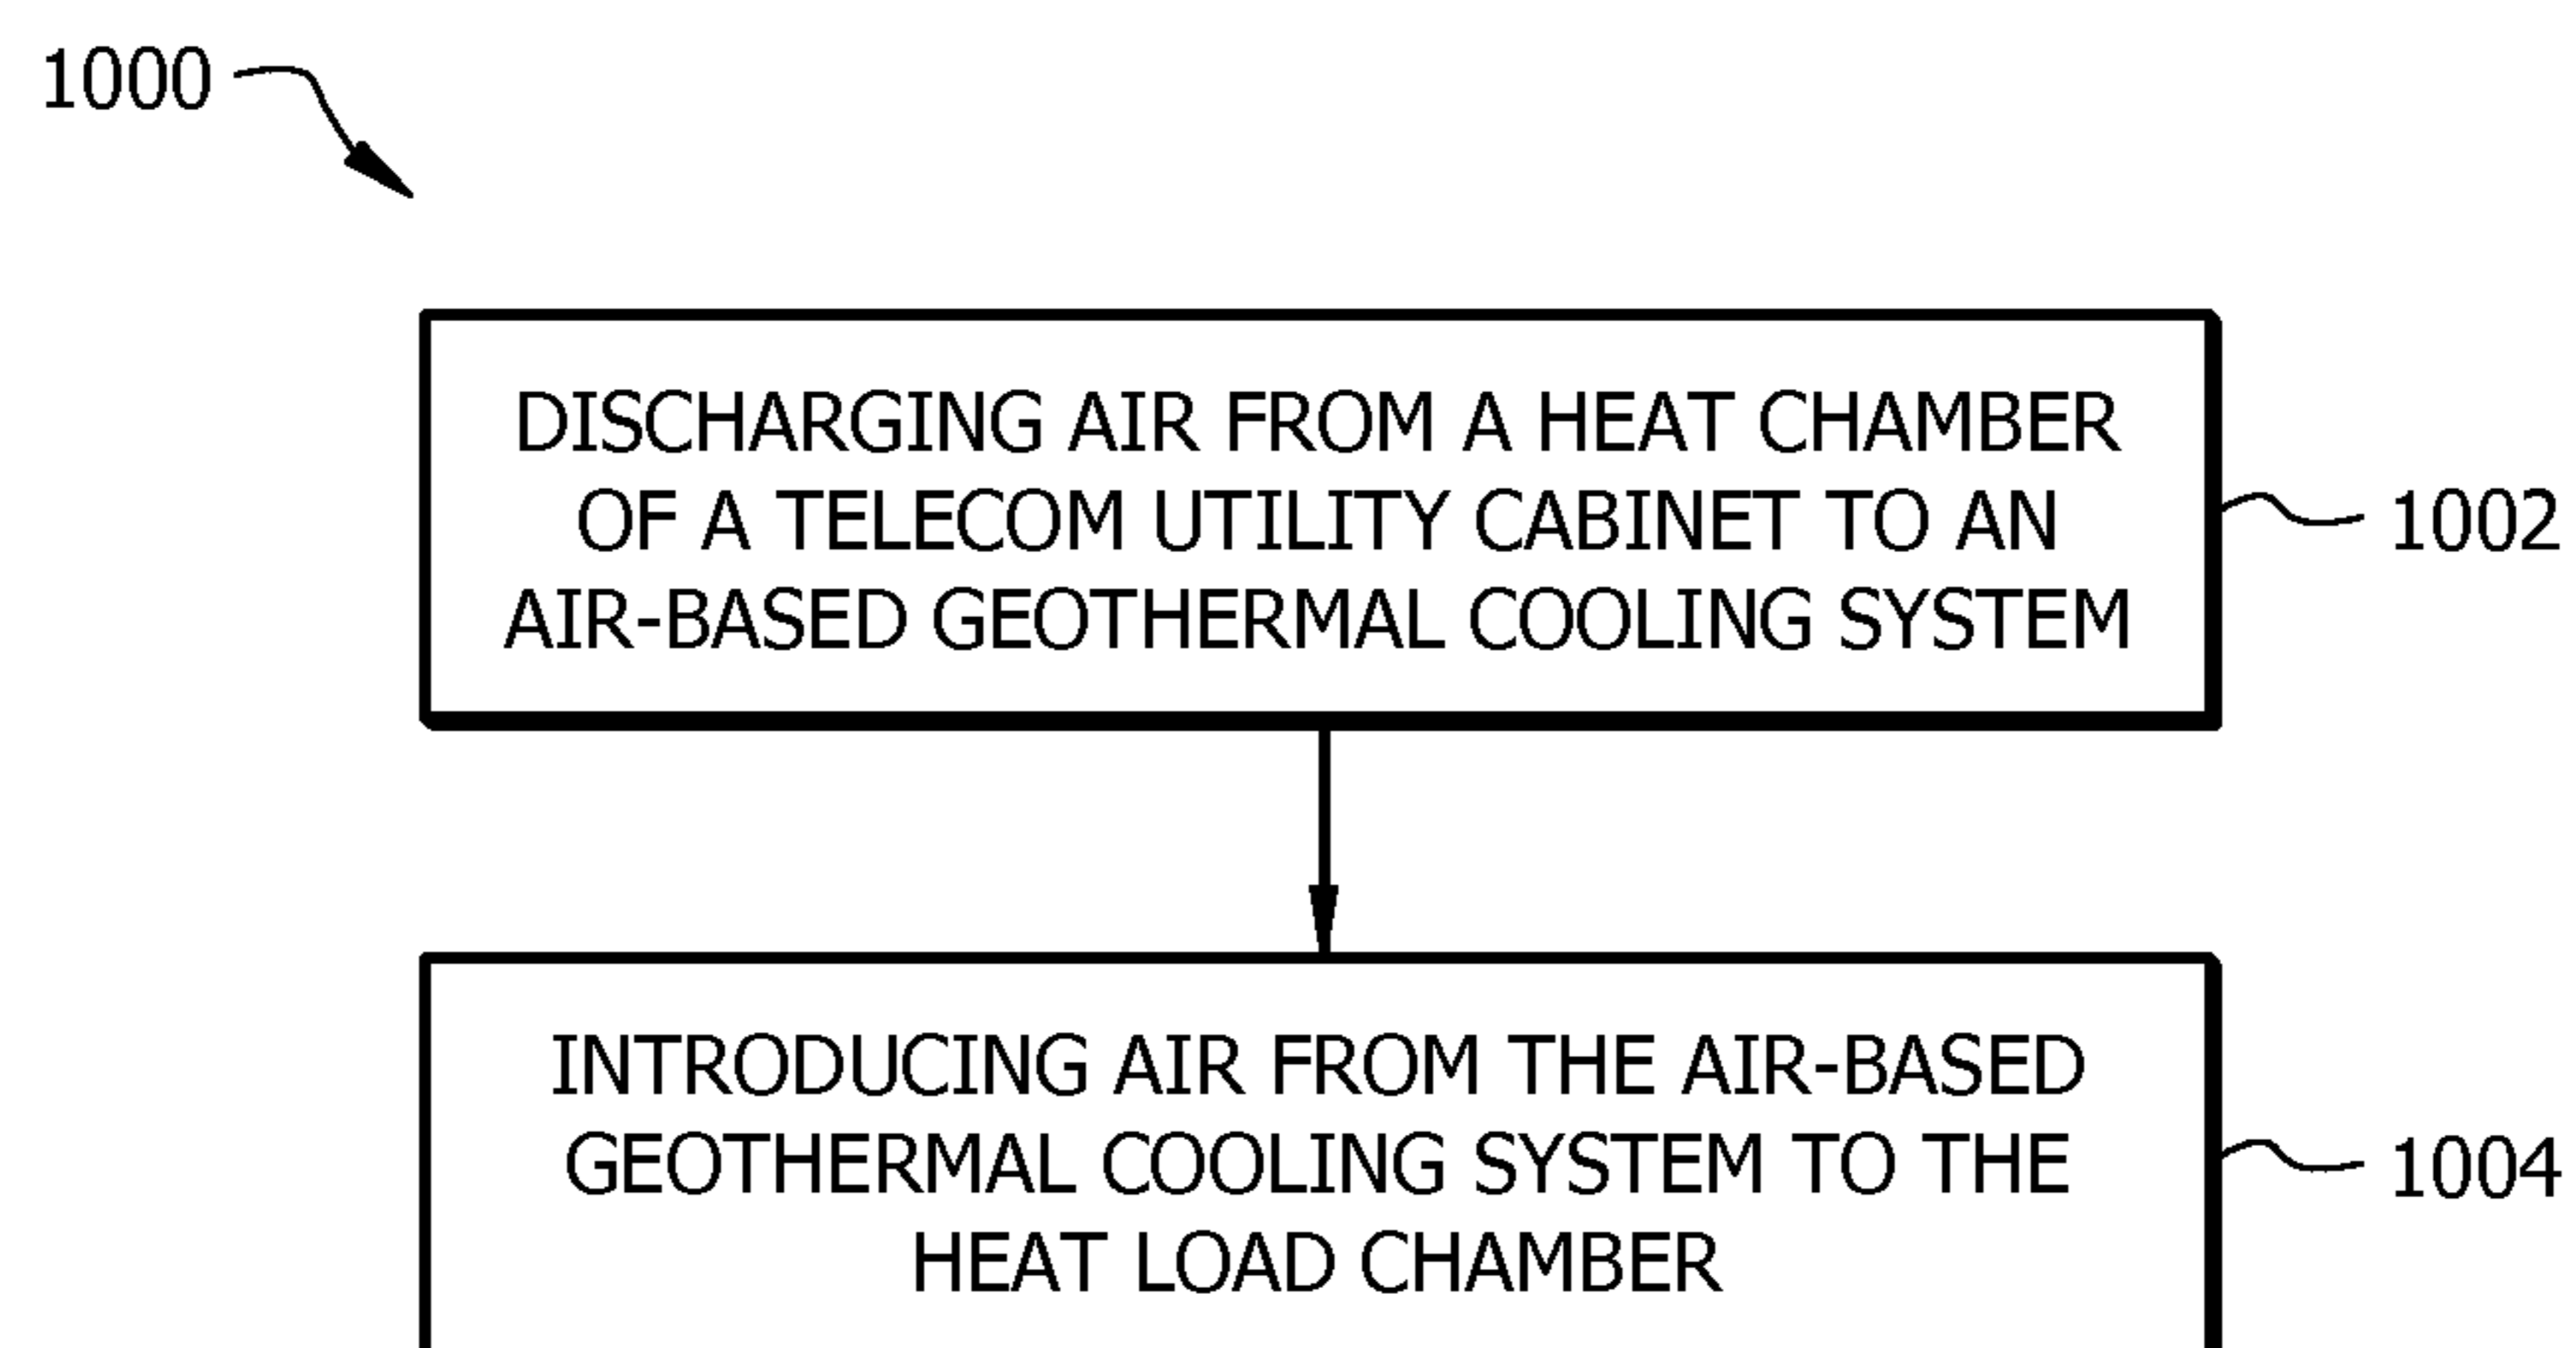 1000
DISCHARGING AIR FROM A HEAT CHAMBER
OF A TELECOM UTILITY CABINET TO AN
AIR-BASED GEOTHERMAL COOLING SYSTEM
1002
INTRODUCING AIR FROM THE AIR-BASED
GEOTHERMAL COOLING SYSTEM TO THE
HEAT LOAD CHAMBER
1004